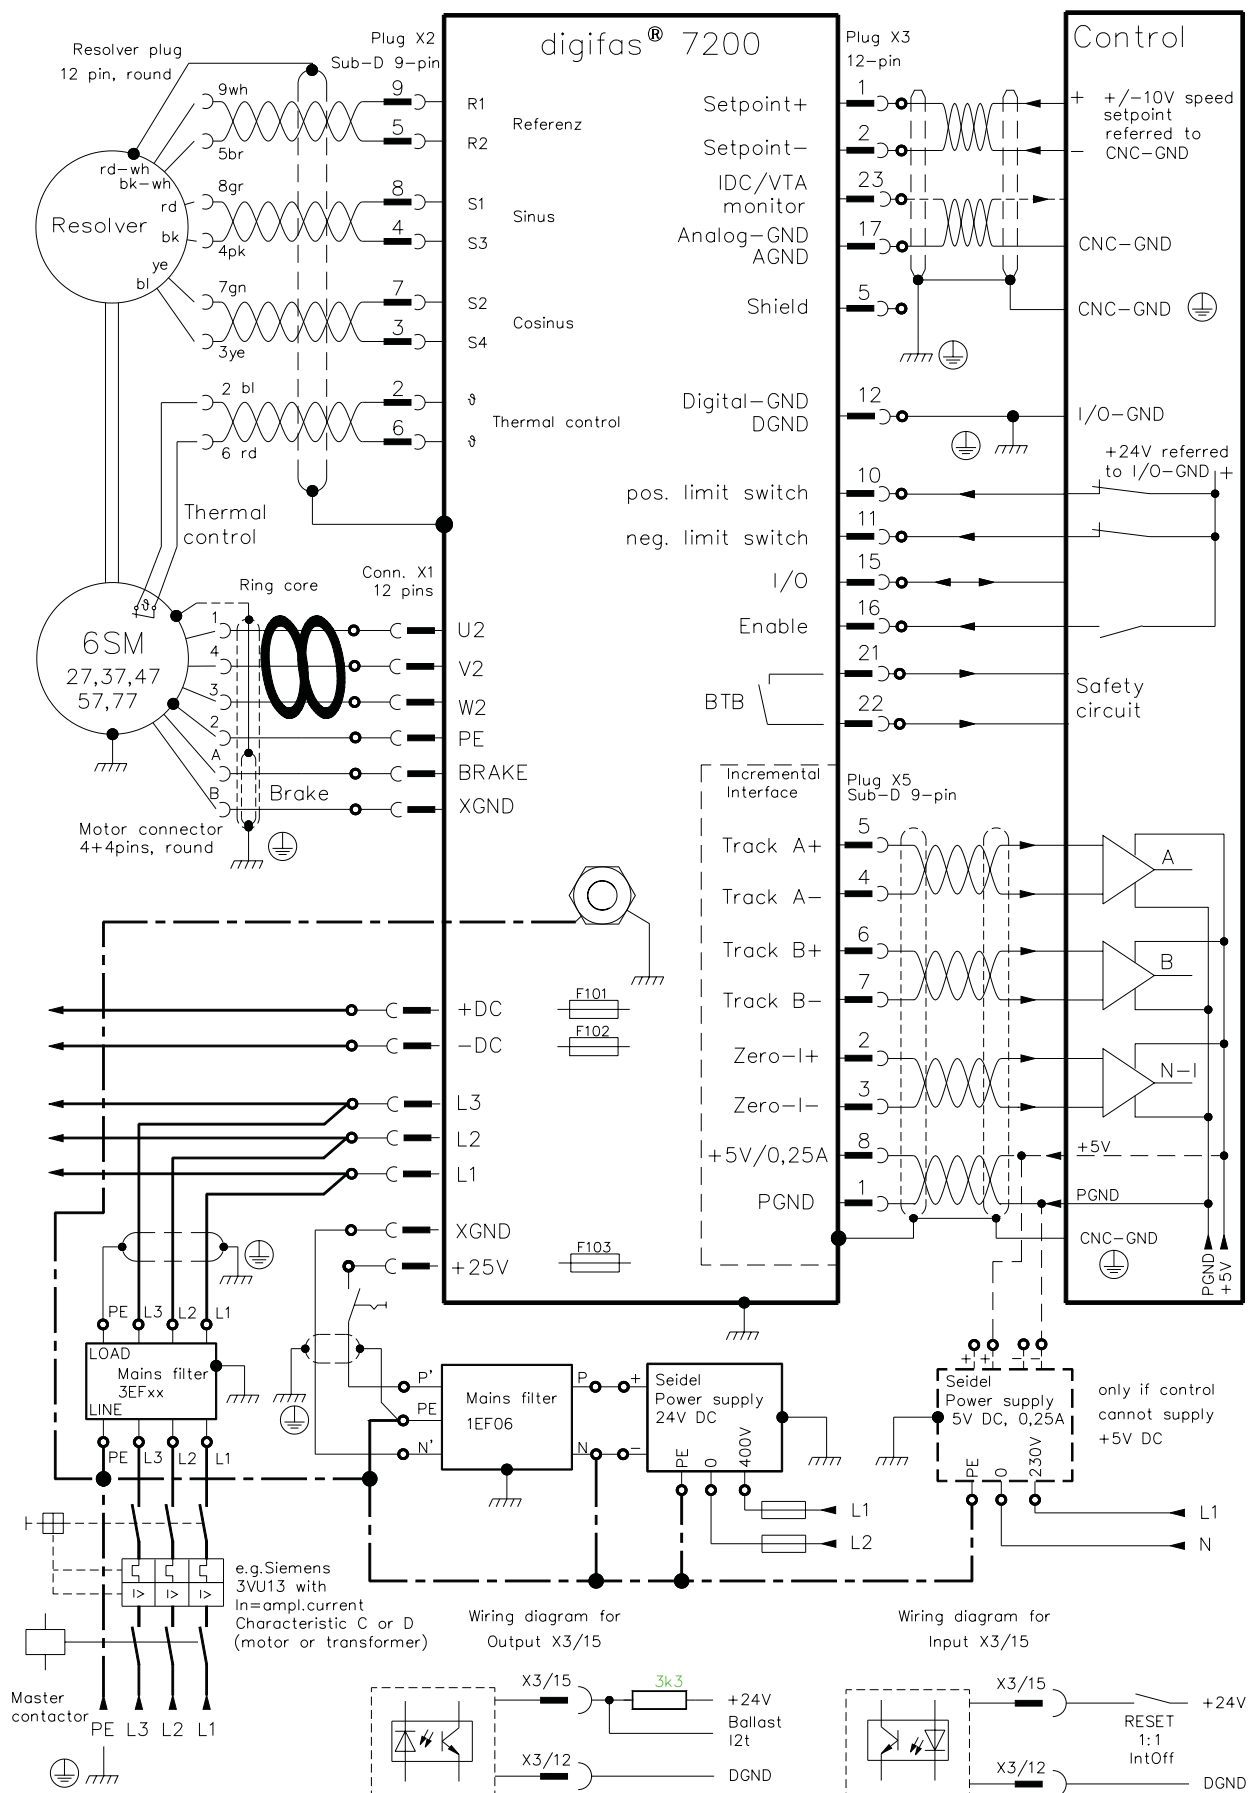 digifas® 7200
Control
Resolver plug
12 pin, round
Plug X2
Sub-D 9-pin
9wh
9
R1
Referenz
5br
5
R2
rd-wh
bk-wh
Resolver
rd
bk
ye
bl
8gr
8
S1
Sinus
4pk
4
S3
7gn
7
S2
Cosinus
3ye
3
S4
2 bl
2
ϑ
Thermal control
6 rd
6
ϑ
Thermal
control
Ring core
Conn. X1
12 pins
ϑ
6SM
27,37,47
57,77
1
U2
4
V2
3
W2
2
PE
A
BRAKE
B
XGND
Brake
Motor connector
4+4pins, round
Plug X3
12-pin
Setpoint+
1
+
+/-10V speed
setpoint
referred to
CNC-GND
Setpoint-
2
-
IDC/VTA
monitor
23
Analog-GND
AGND
17
CNC-GND
Shield
5
CNC-GND
Digital-GND
DGND
12
I/O-GND
+24V referred
to I/O-GND
+
pos. limit switch
10
neg. limit switch
11
I/O
15
Enable
16
BTB
21
22
Safety
circuit
Incremental
Interface
Plug X5
Sub-D 9-pin
Track A+
5
A
Track A-
4
Track B+
6
B
Track B-
7
Zero-I+
2
N-I
Zero-I-
3
+5V/0,25A
8
+5V
PGND
1
PGND
CNC-GND
PGND
+5V
+DC
F101
-DC
F102
L3
L2
L1
XGND
+25V
F103
PE
L3
L2
L1
LOAD
Mains filter
3EFxx
LINE
PE
L3
L2
L1
P'
PE
N'
Mains filter
1EF06
P
N
+
-
Seidel
Power supply
24V DC
PE
0
400V
L1
L2
+
+
-
-
Seidel
Power supply
5V DC, 0,25A
PE
0
230V
only if control
cannot supply
+5V DC
L1
N
I>
I>
I>
e.g.Siemens
3VU13 with
In=ampl.current
Characteristic C or D
(motor or transformer)
Master
contactor
PE
L3
L2
L1
Wiring diagram for
Output X3/15
X3/15
3k3
+24V
Ballast
I2t
X3/12
DGND
Wiring diagram for
Input X3/15
X3/15
+24V
RESET
1:1
IntOff
X3/12
DGND